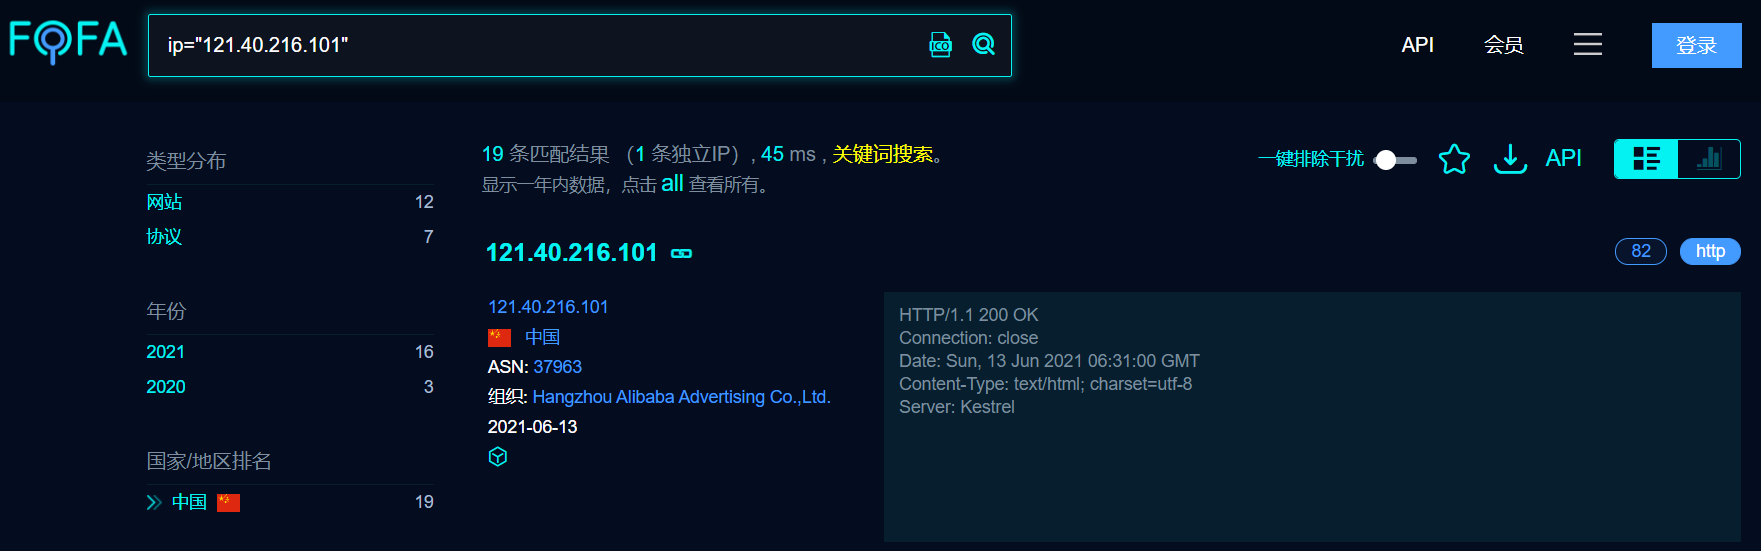 FOFA
ip="121.40.216.101"
ICO
API
会员
登录
类型分布
网站 12
协议 7
年份
2021 16
2020 3
国家/地区排名
中国 19
19 条匹配结果 （1 条独立IP）, 45 ms , 关键词搜索。
显示一年内数据，点击 all 查看所有。
一键排除干扰
API
121.40.216.101
82
http
121.40.216.101
中国
ASN: 37963
组织: Hangzhou Alibaba Advertising Co.,Ltd.
2021-06-13
HTTP/1.1 200 OK
Connection: close
Date: Sun, 13 Jun 2021 06:31:00 GMT
Content-Type: text/html; charset=utf-8
Server: Kestrel